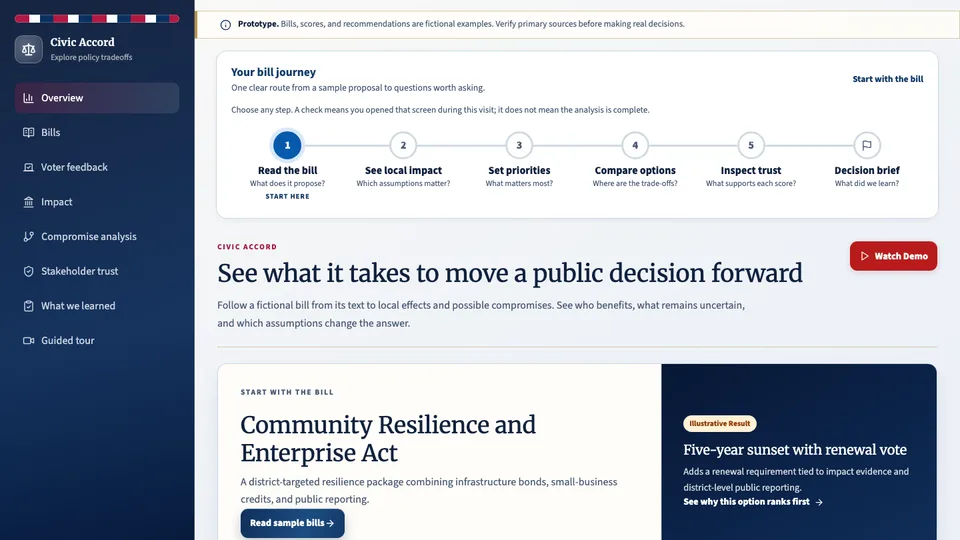 Civic Accord
Explore policy tradeoffs
Overview
Bills
Voter feedback
Impact
Compromise analysis
Stakeholder trust
What we learned
Guided tour
Prototype. Bills, scores, and recommendations are fictional examples. Verify primary sources before making real decisions.
Your bill journey
One clear route from a sample proposal to questions worth asking.
Start with the bill
Choose any step. A check means you opened that screen during this visit; it does not mean the analysis is complete.
1
Read the bill
What does it propose?
START HERE
2
See local impact
Which assumptions matter?
3
Set priorities
What matters most?
4
Compare options
Where are the trade-offs?
5
Inspect trust
What supports each score?
Decision brief
What did we learn?
CIVIC ACCORD
See what it takes to move a public decision forward
Watch Demo
Follow a fictional bill from its text to local effects and possible compromises. See who benefits, what remains uncertain,
and which assumptions change the answer.
START WITH THE BILL
Community Resilience and
Enterprise Act
A district-targeted resilience package combining infrastructure bonds, small-business
credits, and public reporting.
Read sample bills →
Illustrative Result
Five-year sunset with renewal vote
Adds a renewal requirement tied to impact evidence and
district-level public reporting.
See why this option ranks first →